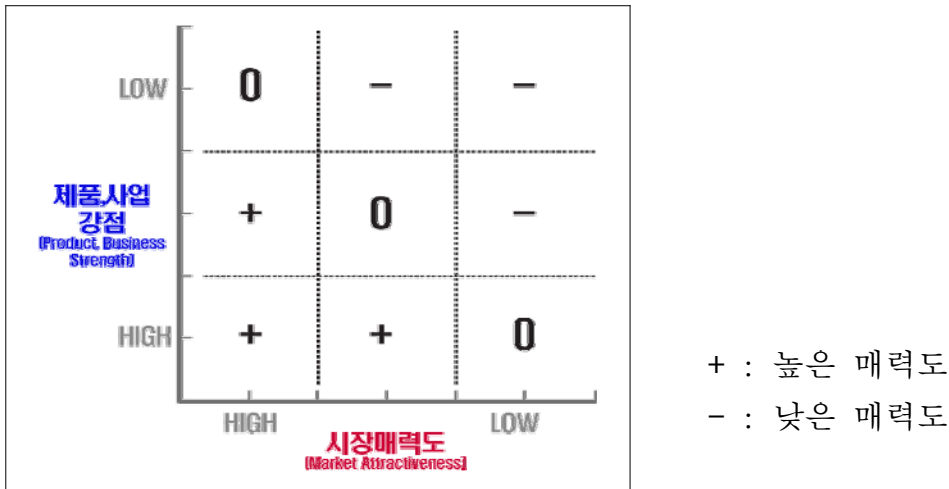 LOW 0 - -
제품,사업
강점
(Product, Business
Strength)
+ 0 -
HIGH + + 0
HIGH LOW
시장매력도
(Market Attractiveness)
+ : 높은 매력도
- : 낮은 매력도